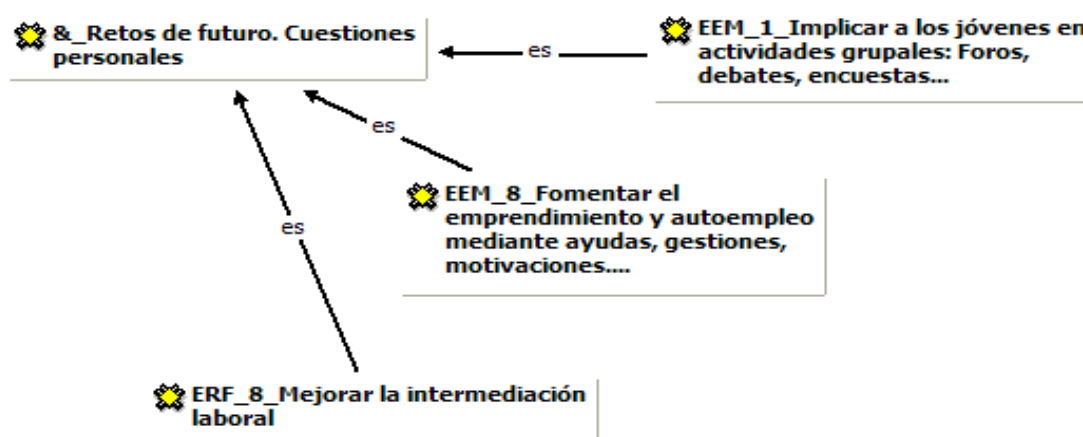 &_Retos de futuro. Cuestiones
personales
es
EEM_1_Implicar a los jóvenes en
actividades grupales: Foros,
debates, encuestas...
es
EEM_8_Fomentar el
emprendimiento y autoempleo
mediante ayudas, gestiones,
motivaciones....
es
ERF_8_Mejorar la intermediación
laboral